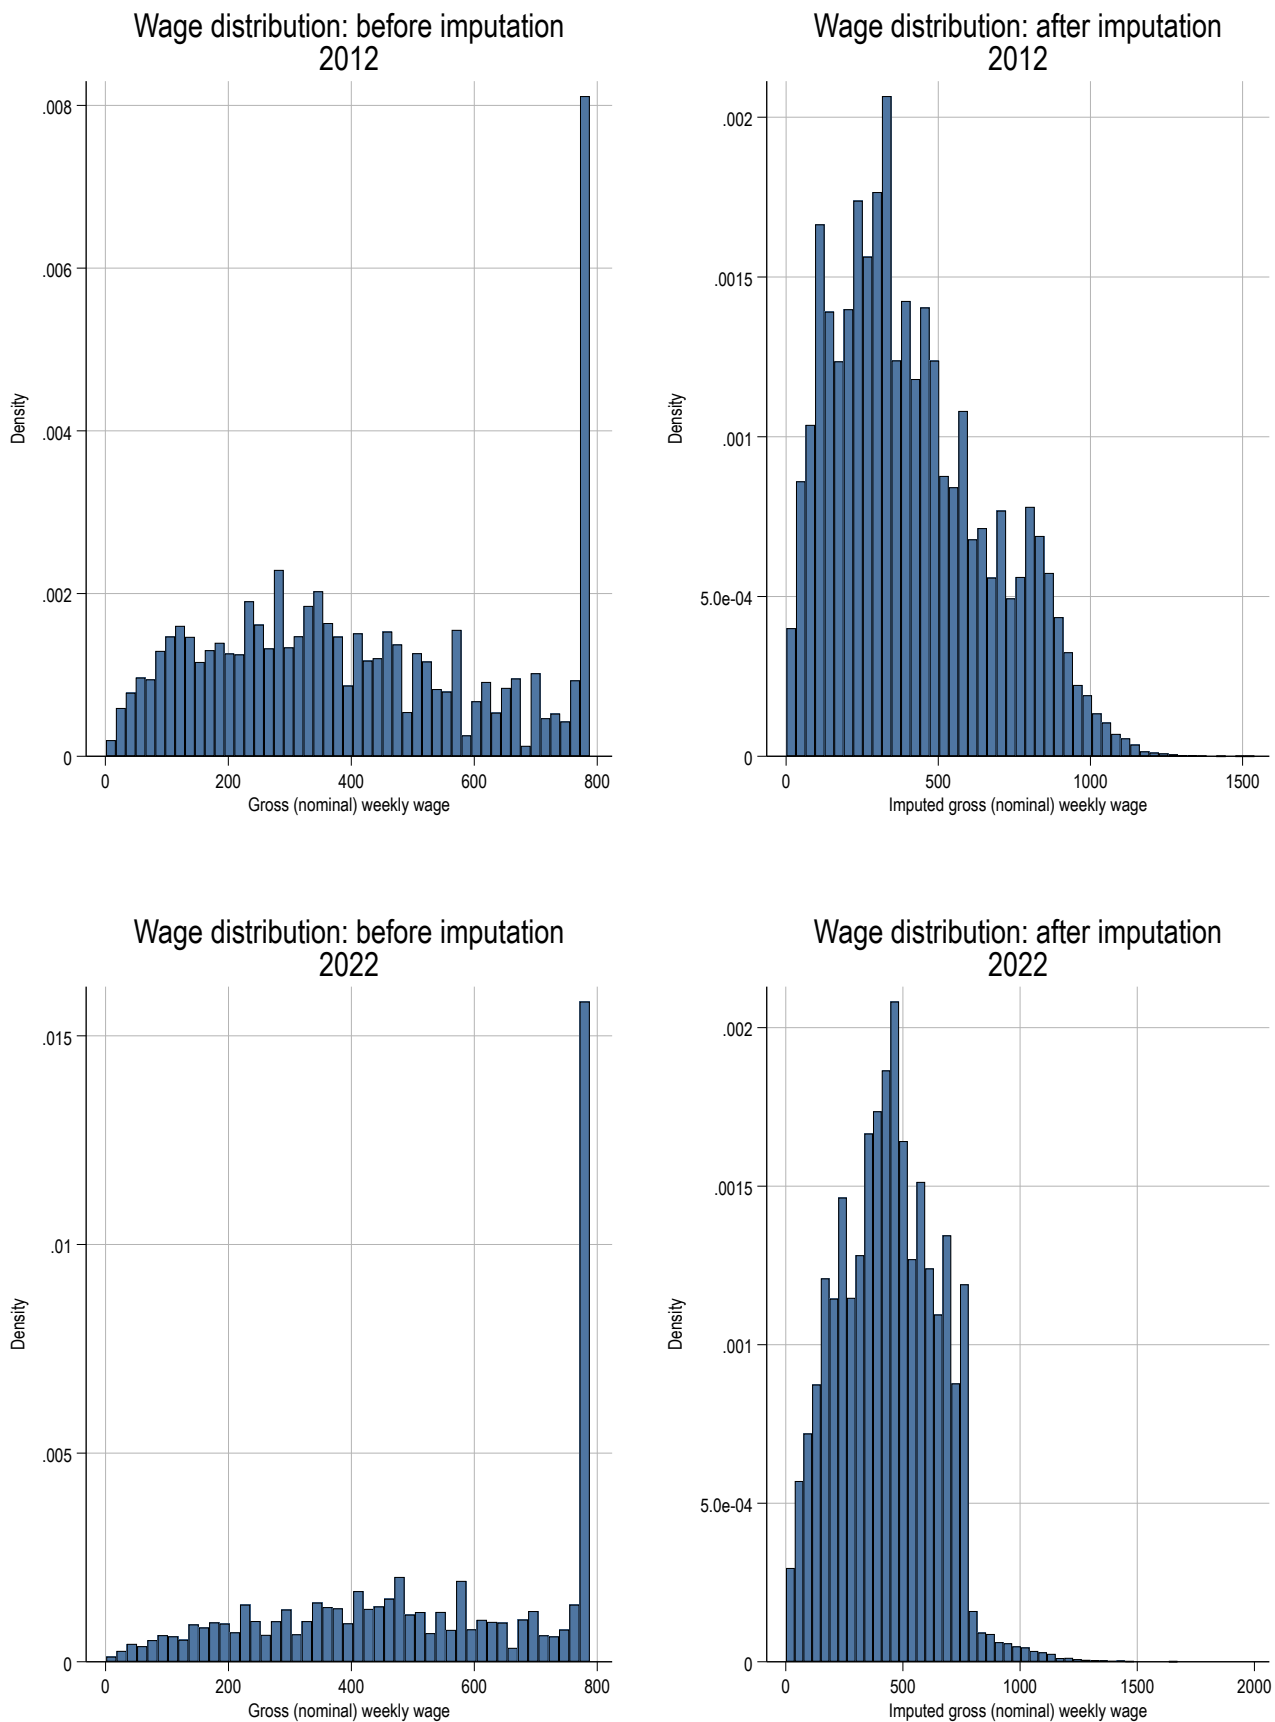 Wage distribution: before imputation
2012
Density
.008
.006
.004
.002
0
0 200 400 600 800
Gross (nominal) weekly wage
Wage distribution: after imputation
2012
Density
.002
.0015
.001
5.0e-04
0
0 500 1000 1500
Imputed gross (nominal) weekly wage
Wage distribution: before imputation
2022
Density
.015
.01
.005
0
0 200 400 600 800
Gross (nominal) weekly wage
Wage distribution: after imputation
2022
Density
.002
.0015
.001
5.0e-04
0
0 500 1000 1500 2000
Imputed gross (nominal) weekly wage